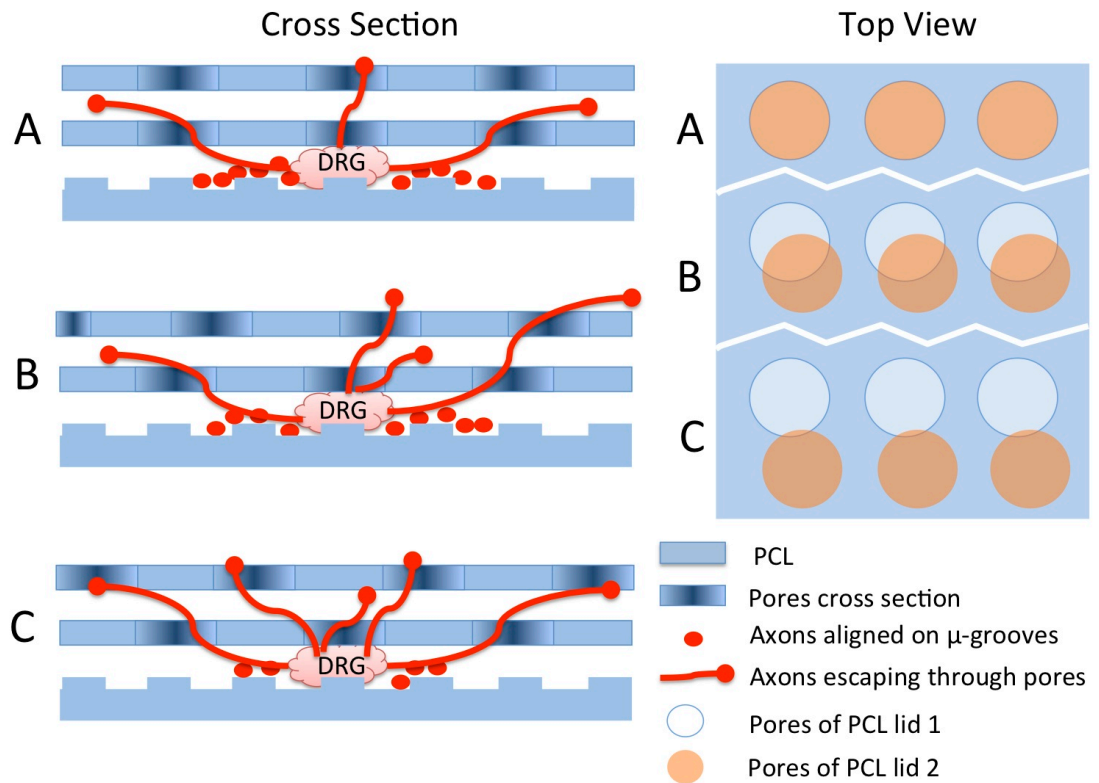 Cross Section
Top View
A
DRG
B
DRG
C
DRG
A
B
C
PCL
Pores cross section
Axons aligned on μ-grooves
Axons escaping through pores
Pores of PCL lid 1
Pores of PCL lid 2